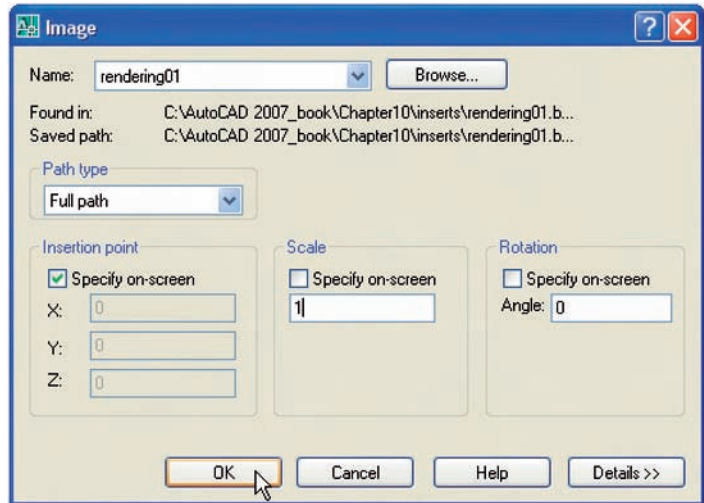 Image
Name: rendering01 Browse...
Found in: C:\AutoCAD 2007_book\Chapter10\inserts\rendering01.b...
Saved path: C:\AutoCAD 2007_book\Chapter10\inserts\rendering01.b...
Path type
Full path
Insertion point Scale Rotation
Specify on-screen Specify on-screen Specify on-screen
X: 0 1 Angle: 0
Y: 0
Z: 0
OK Cancel Help Details >>